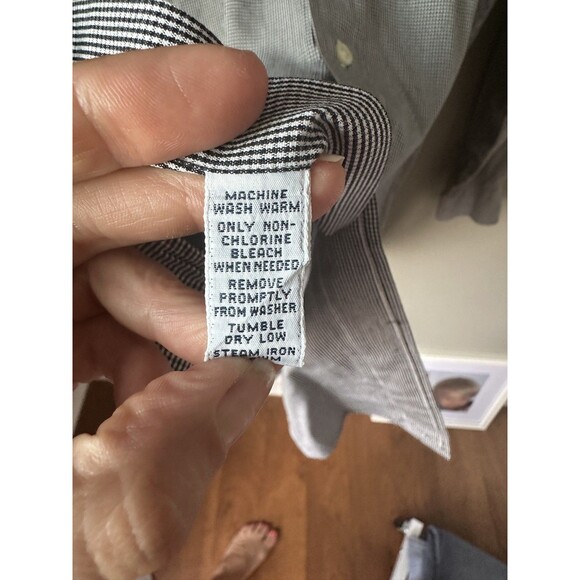 MACHINE
WASH WARM
ONLY NON-
CHLORINE
BLEACH
WHEN NEEDED
REMOVE
PROMPTLY
FROM WASHER
TUMBLE
DRY LOW
STEAM IRON